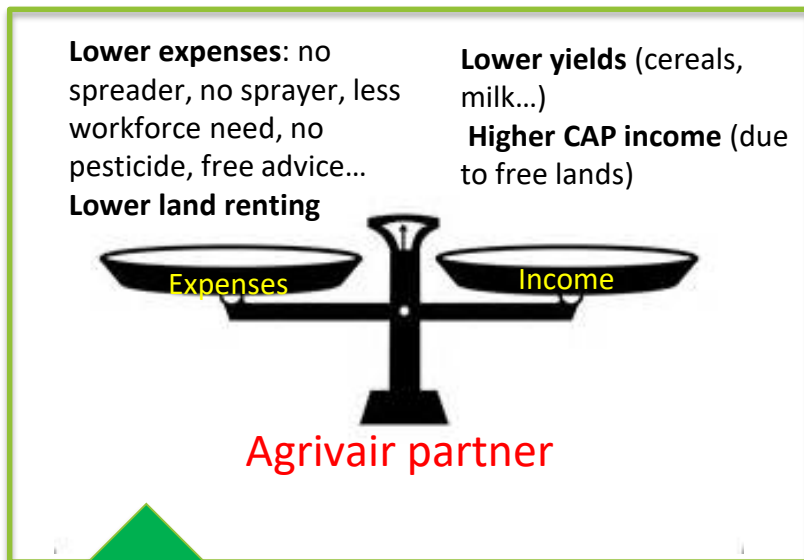 Lower expenses: no
spreader, no sprayer, less
workforce need, no
pesticide, free advice…
Lower land renting
Lower yields (cereals,
milk…)
Higher CAP income (due
to free lands)
Expenses
Income
Agrivair partner